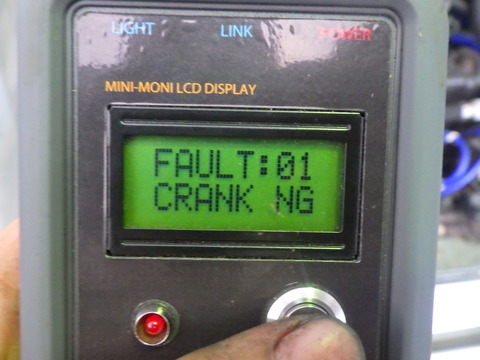 LIGHT LINK POWER
MINI-MONI LCD DISPLAY
FAULT:01
CRANK NG